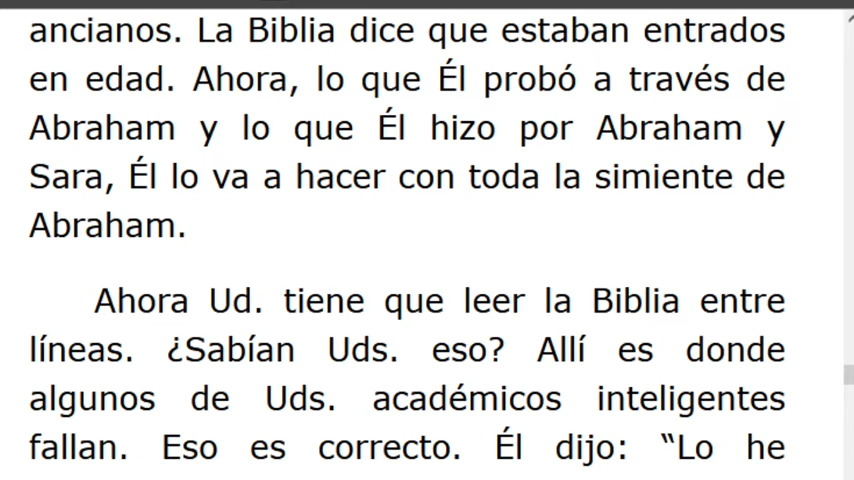 ancianos. La Biblia dice que estaban entrados
en edad. Ahora, lo que Él probó a través de
Abraham y lo que Él hizo por Abraham y
Sara, Él lo va a hacer con toda la simiente de
Abraham.
Ahora Ud. tiene que leer la Biblia entre
líneas. ¿Sabían Uds. eso? Allí es donde
algunos de Uds. académicos inteligentes
fallan. Eso es correcto. Él dijo: “Lo he